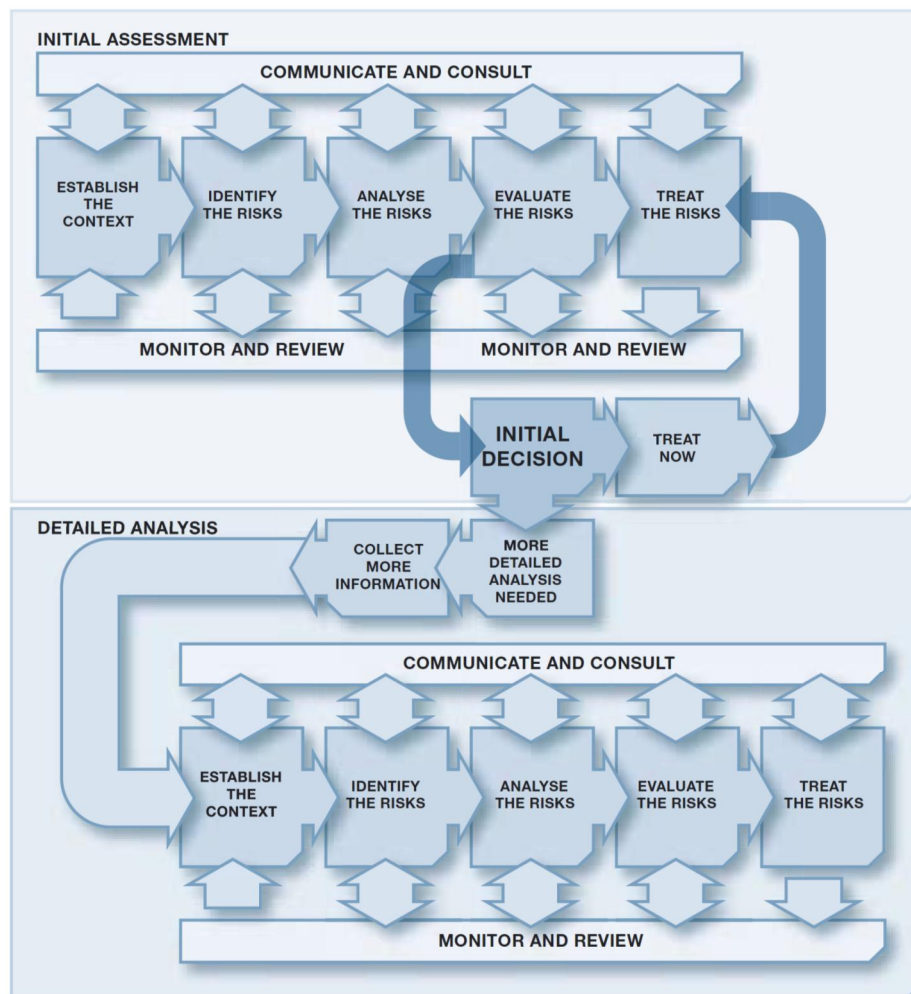 INITIAL ASSESSMENT
COMMUNICATE AND CONSULT
ESTABLISH
THE
CONTEXT
IDENTIFY
THE RISKS
ANALYSE
THE RISKS
EVALUATE
THE RISKS
TREAT
THE RISKS
MONITOR AND REVIEW
MONITOR AND REVIEW
INITIAL
DECISION
TREAT
NOW
DETAILED ANALYSIS
MORE
DETAILED
ANALYSIS
NEEDED
COLLECT
MORE
INFORMATION
COMMUNICATE AND CONSULT
ESTABLISH
THE
CONTEXT
IDENTIFY
THE RISKS
ANALYSE
THE RISKS
EVALUATE
THE RISKS
TREAT
THE RISKS
MONITOR AND REVIEW